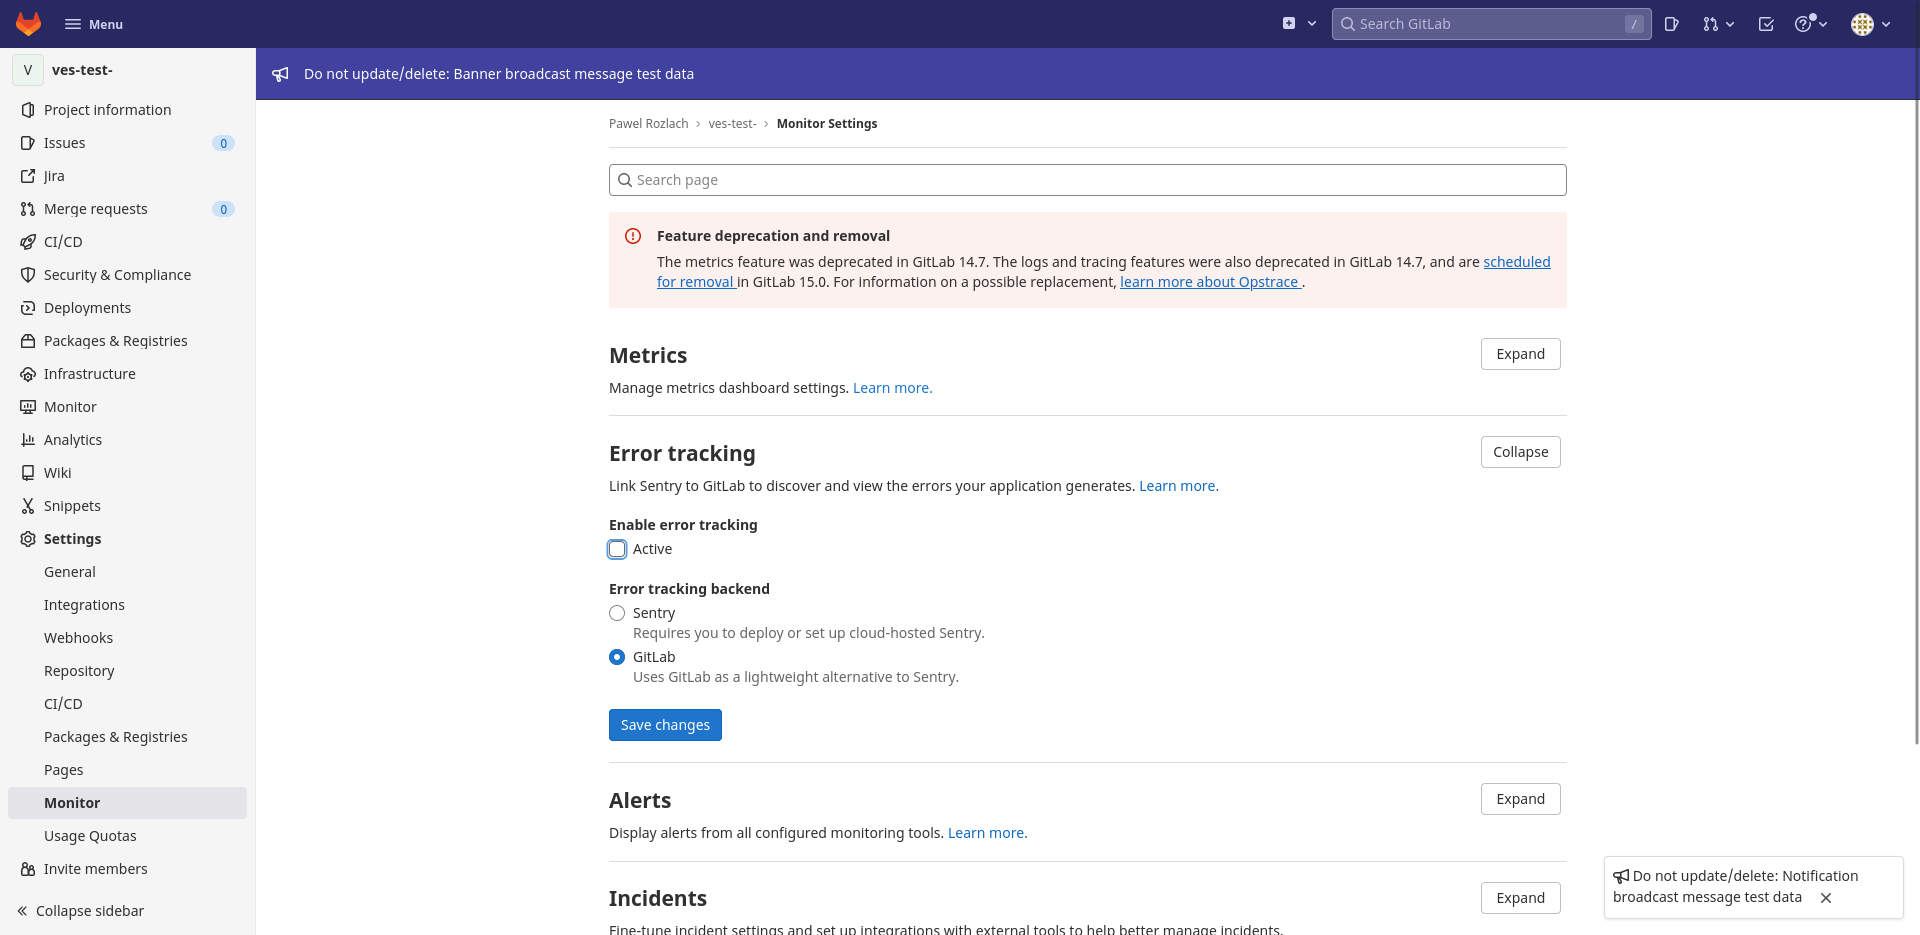 Menu
Search GitLab
/
V
ves-test-
Project information
Issues
0
Jira
Merge requests
0
CI/CD
Security & Compliance
Deployments
Packages & Registries
Infrastructure
Monitor
Analytics
Wiki
Snippets
Settings
General
Integrations
Webhooks
Repository
CI/CD
Packages & Registries
Pages
Monitor
Usage Quotas
Invite members
Collapse sidebar
Do not update/delete: Banner broadcast message test data
Pawel Rozlach › ves-test- › Monitor Settings
Search page
Feature deprecation and removal
The metrics feature was deprecated in GitLab 14.7. The logs and tracing features were also deprecated in GitLab 14.7, and are scheduled
for removal in GitLab 15.0. For information on a possible replacement, learn more about Opstrace .
Metrics
Expand
Manage metrics dashboard settings. Learn more.
Error tracking
Collapse
Link Sentry to GitLab to discover and view the errors your application generates. Learn more.
Enable error tracking
Active
Error tracking backend
Sentry
Requires you to deploy or set up cloud-hosted Sentry.
GitLab
Uses GitLab as a lightweight alternative to Sentry.
Save changes
Alerts
Expand
Display alerts from all configured monitoring tools. Learn more.
Incidents
Expand
Fine-tune incident settings and set up integrations with external tools to help better manage incidents.
Do not update/delete: Notification
broadcast message test data